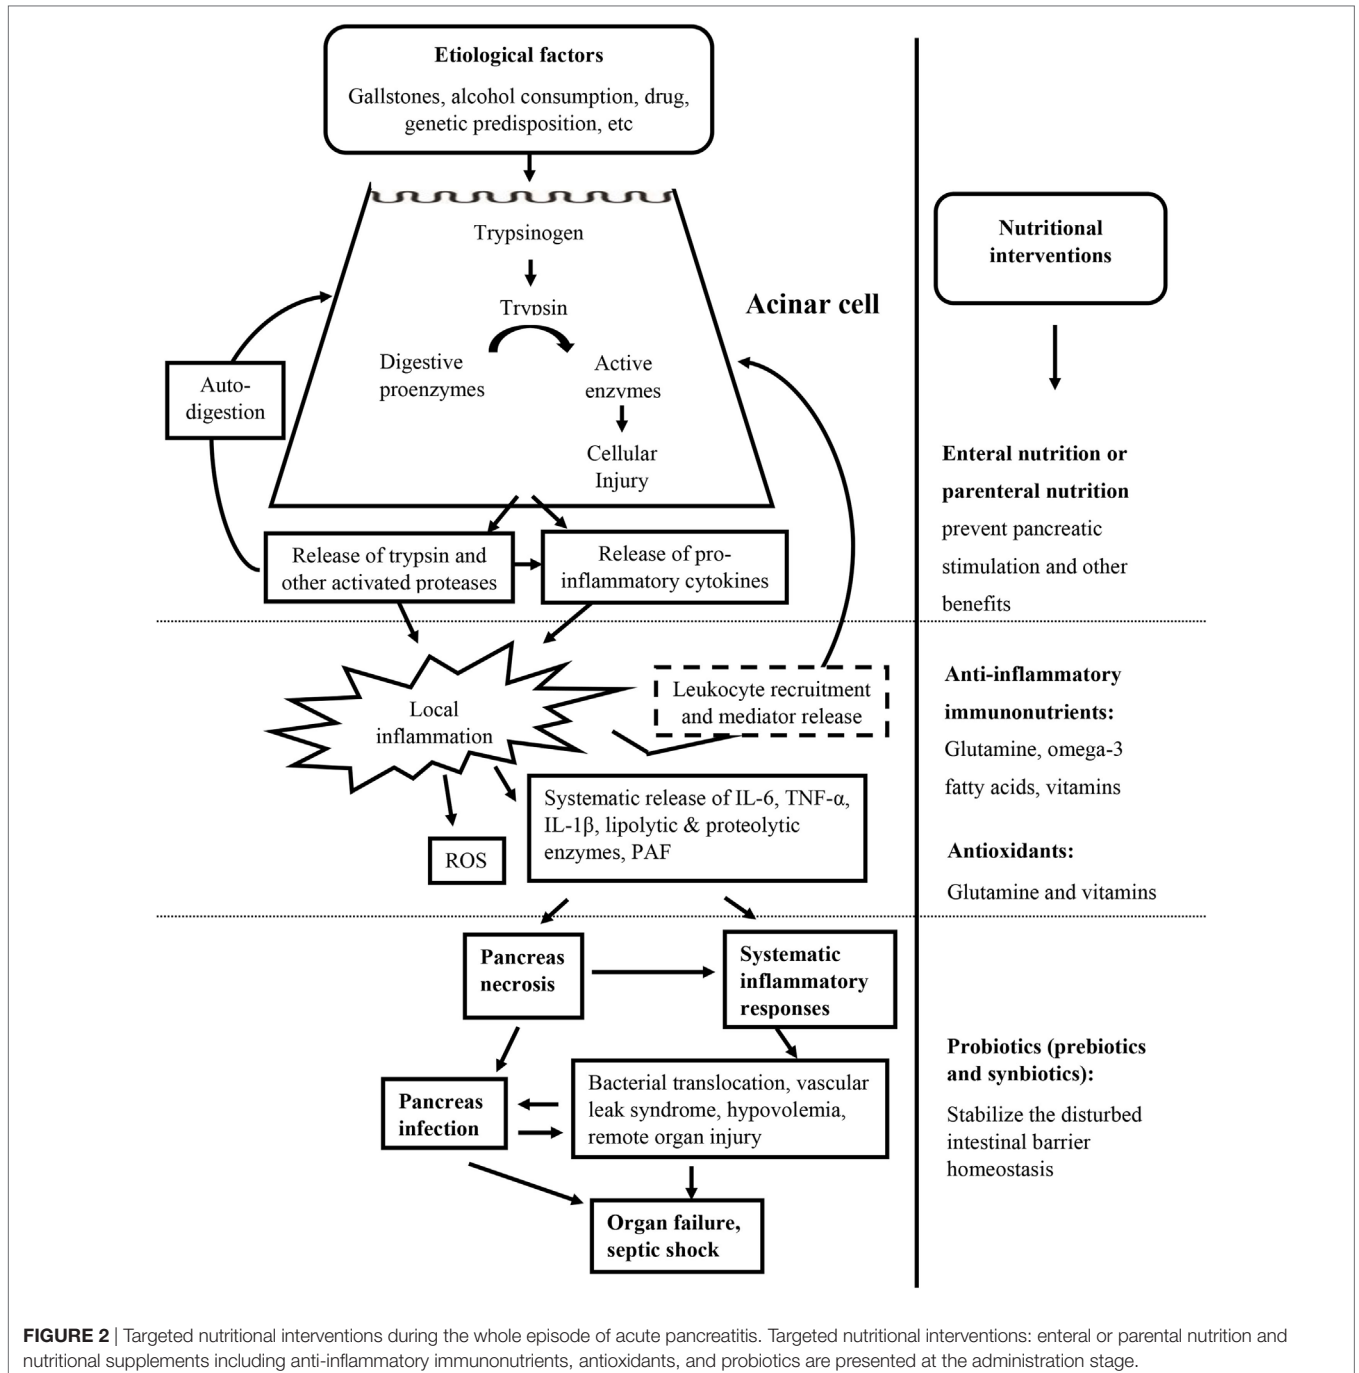 Etiological factors
Gallstones, alcohol consumption, drug,
genetic predisposition, etc
Trypsinogen
Trypsin
Acinar cell
Digestive
proenzymes
Active
enzymes
Auto-
digestion
Cellular
Injury
Release of trypsin and
other activated proteases
Release of pro-
inflammatory cytokines
Local
inflammation
Leukocyte recruitment
and mediator release
Systematic release of IL-6, TNF-α,
IL-1β, lipolytic & proteolytic
enzymes, PAF
ROS
Pancreas
necrosis
Systematic
inflammatory
responses
Pancreas
infection
Bacterial translocation, vascular
leak syndrome, hypovolemia,
remote organ injury
Organ failure,
septic shock
Nutritional
interventions
Enteral nutrition or
parenteral nutrition
prevent pancreatic
stimulation and other
benefits
Anti-inflammatory
immunonutrients:
Glutamine, omega-3
fatty acids, vitamins
Antioxidants:
Glutamine and vitamins
Probiotics (prebiotics
and synbiotics):
Stabilize the disturbed
intestinal barrier
homeostasis
FIGURE 2 | Targeted nutritional interventions during the whole episode of acute pancreatitis. Targeted nutritional interventions: enteral or parental nutrition and
nutritional supplements including anti-inflammatory immunonutrients, antioxidants, and probiotics are presented at the administration stage.